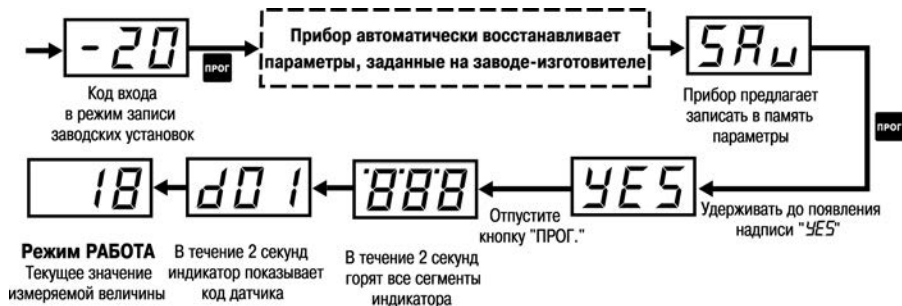 -20
ПРОГ
Код входа
в режим записи
заводских установок
Прибор автоматически восстанавливает
параметры, заданные на заводе-изготовителе
SAu
Прибор предлагает
записать в память
параметры
ПРОГ
Удерживать до появления
надписи "YES"
YES
Отпустите
кнопку "ПРОГ."
888
В течение 2 секунд
горят все сегменты
индикатора
d01
В течение 2 секунд
индикатор показывает
код датчика
18
Режим РАБОТА
Текущее значение
измеряемой величины